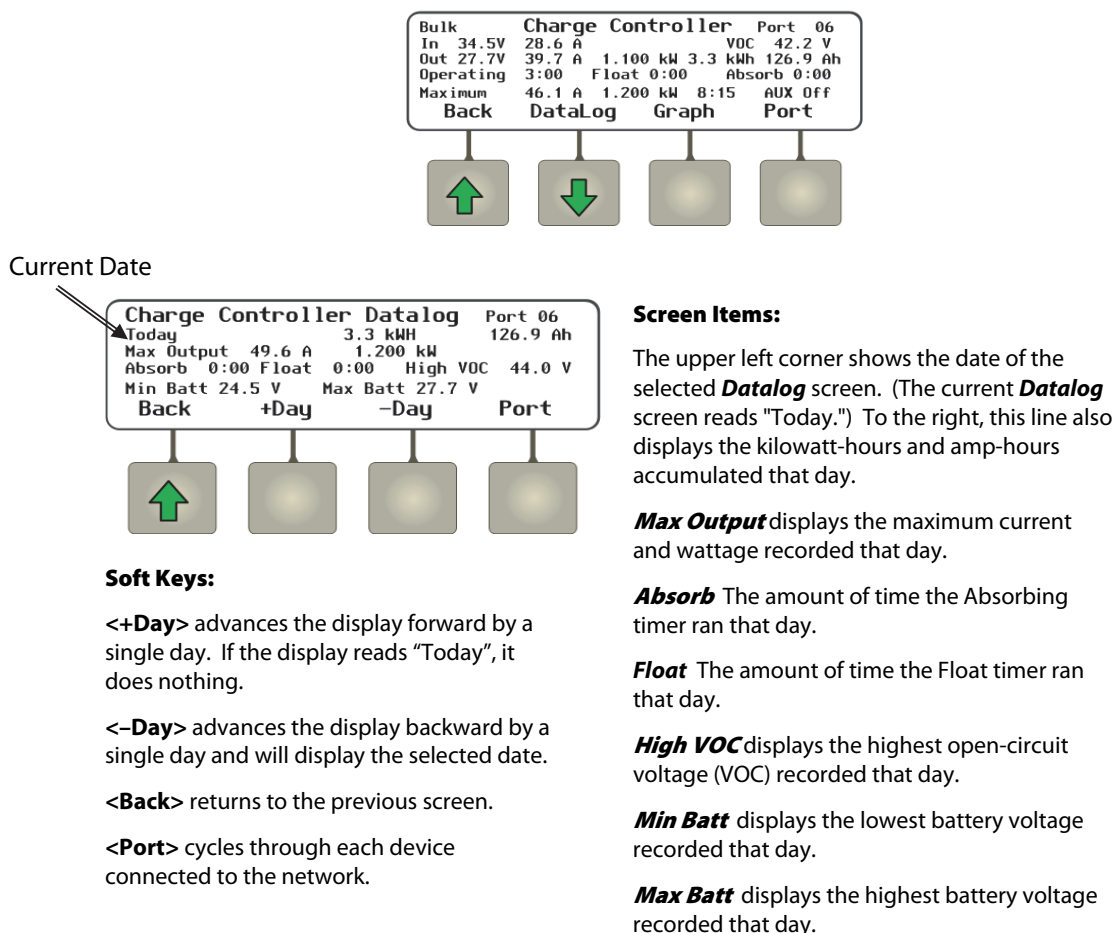 Bulk Charge Controller Port 06
In 34.5V 28.6 A VOC 42.2 V
Out 27.7V 39.7 A 1.100 kW 3.3 kWh 126.9 Ah
Operating 3:00 Float 0:00 Absorb 0:00
Maximum 46.1 A 1.200 kW 8:15 AUX Off
Back DataLog Graph Port
Current Date
Charge Controller Datalog Port 06
Today 3.3 kWH 126.9 Ah
Max Output 49.6 A 1.200 kW
Absorb 0:00 Float 0:00 High VOC 44.0 V
Min Batt 24.5 V Max Batt 27.7 V
Back +Day –Day Port
Soft Keys:
<+Day> advances the display forward by a
single day. If the display reads “Today”, it
does nothing.
<–Day> advances the display backward by a
single day and will display the selected date.
<Back> returns to the previous screen.
<Port> cycles through each device
connected to the network.
Screen Items:
The upper left corner shows the date of the
selected Datalog screen. (The current Datalog
screen reads "Today.") To the right, this line also
displays the kilowatt-hours and amp-hours
accumulated that day.
Max Output displays the maximum current
and wattage recorded that day.
Absorb The amount of time the Absorbing
timer ran that day.
Float The amount of time the Float timer ran
that day.
High VOC displays the highest open-circuit
voltage (VOC) recorded that day.
Min Batt displays the lowest battery voltage
recorded that day.
Max Batt displays the highest battery voltage
recorded that day.